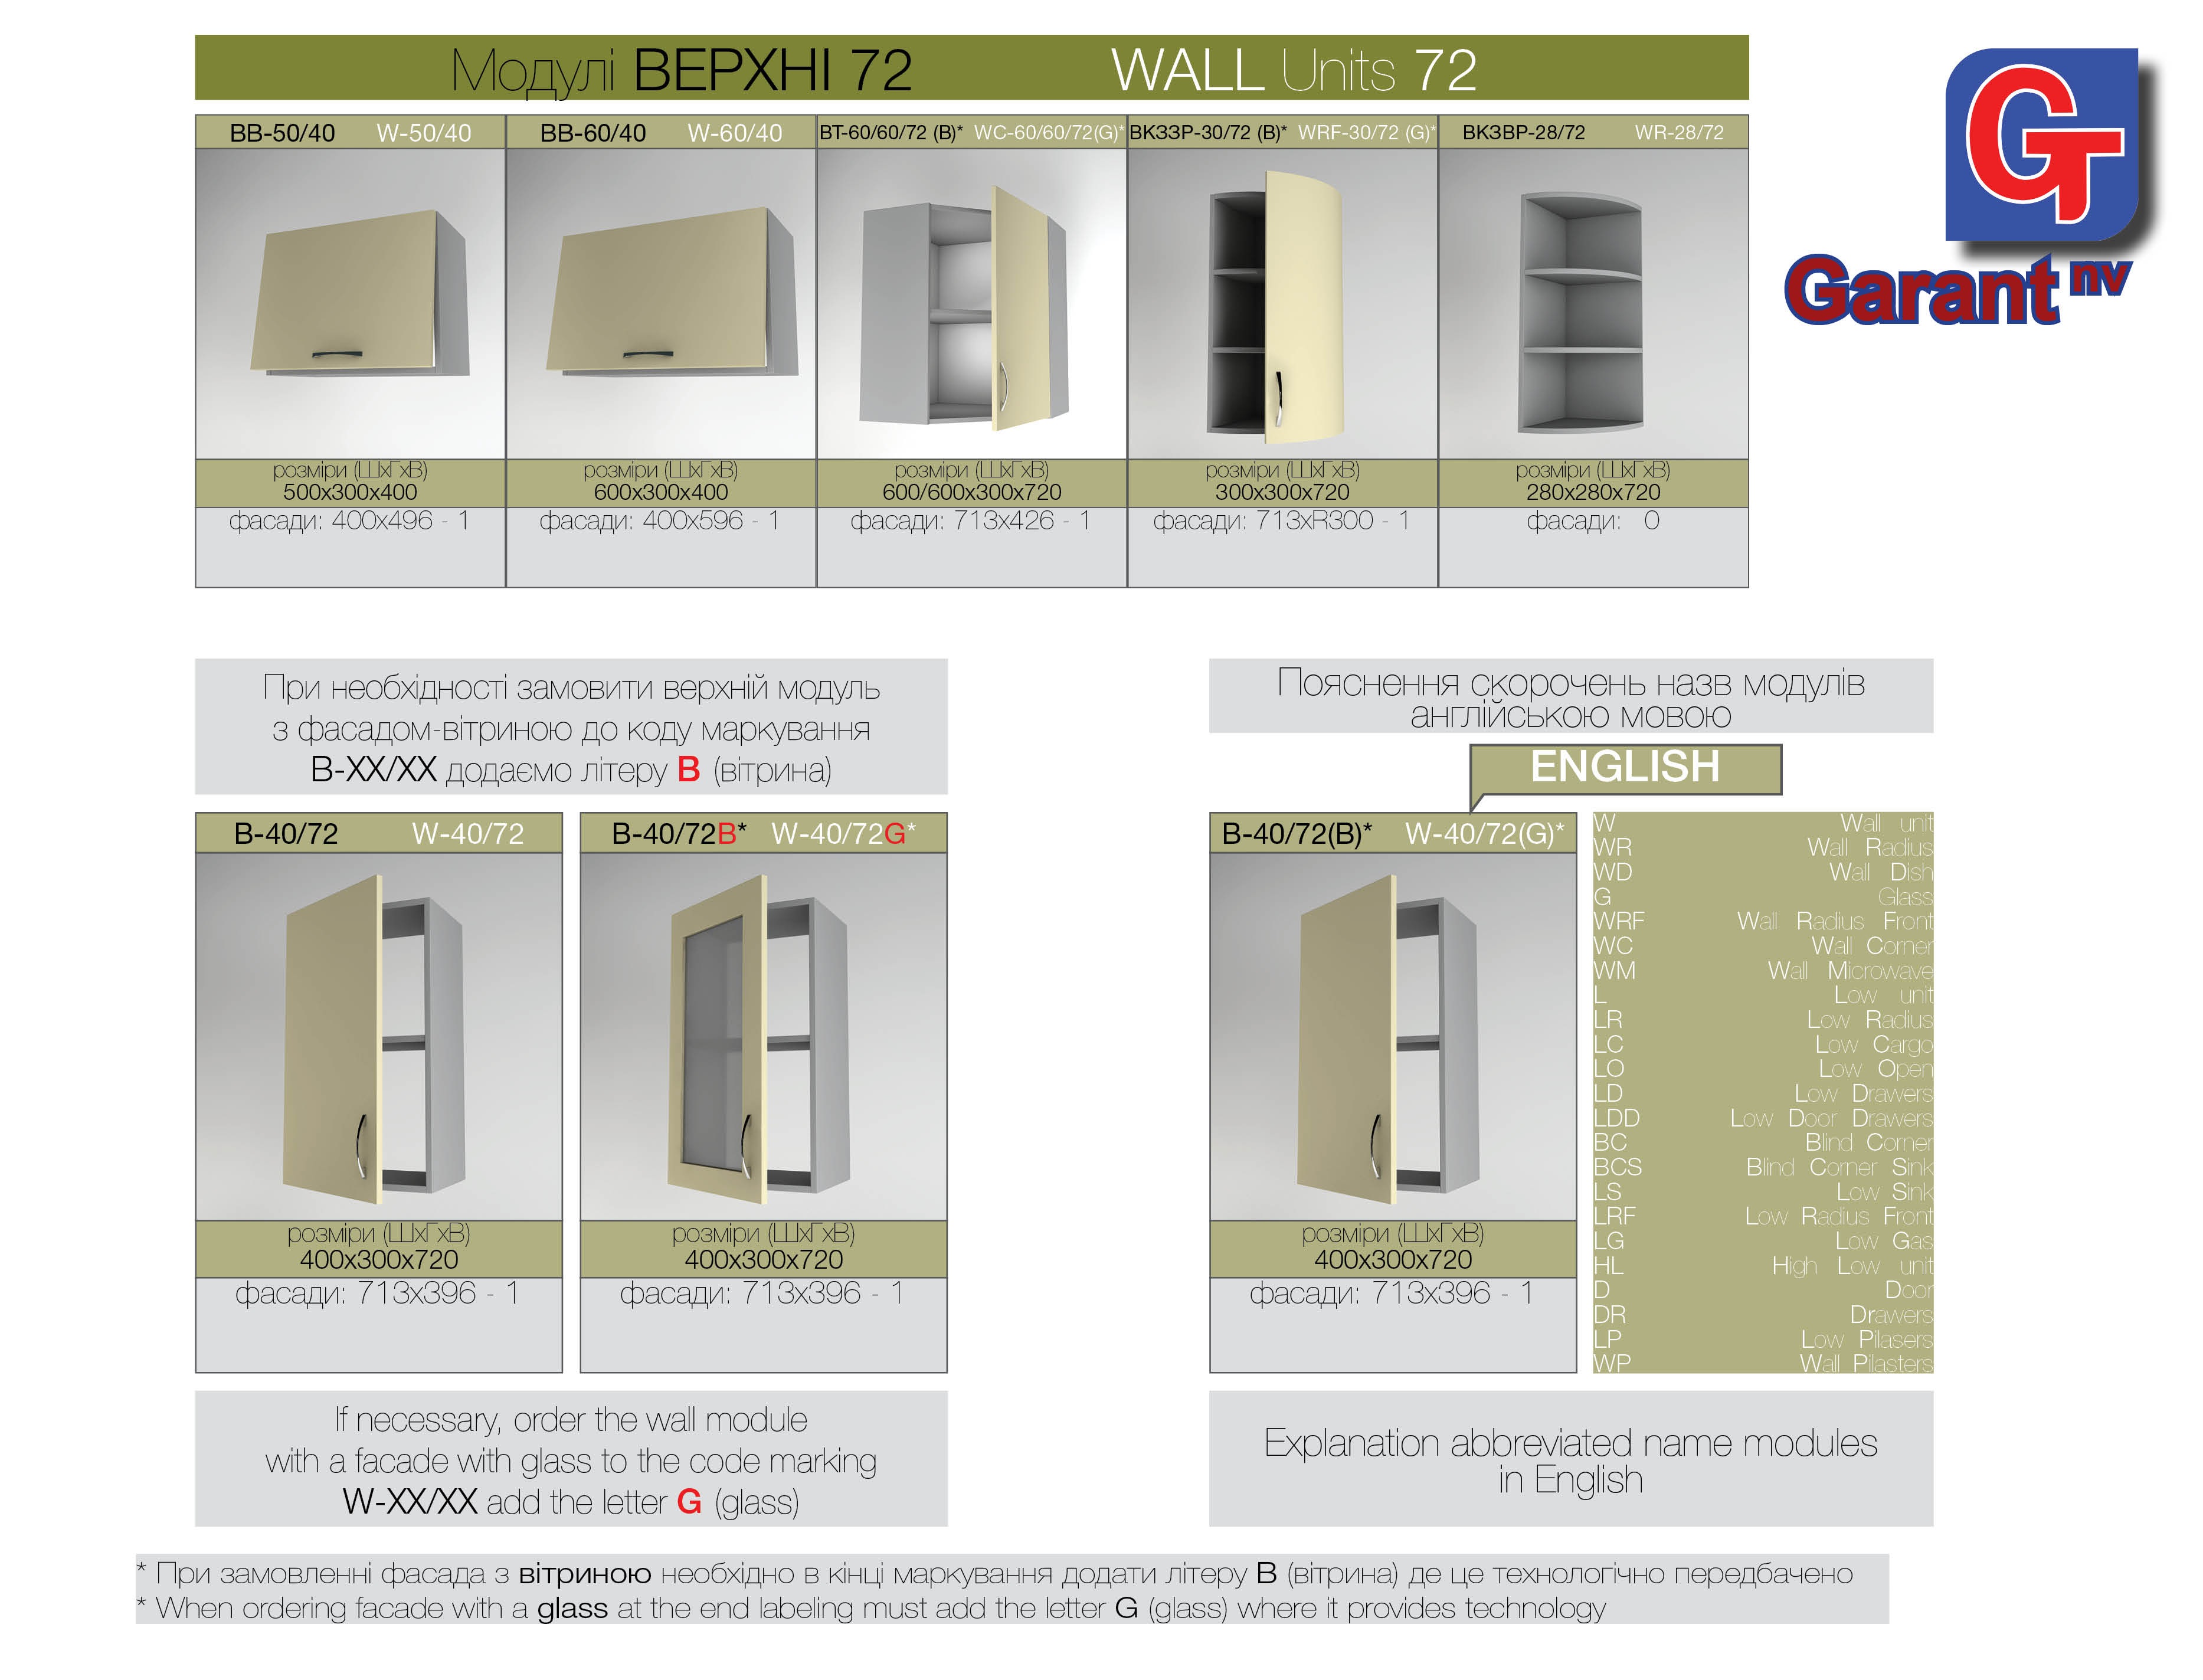 Модулі ВЕРХНІ 72 WALL Units 72
GT
Garant nv
ВВ-50/40 W-50/40
ВВ-60/40 W-60/40
ВТ-60/60/72 (В)* WC-60/60/72(G)*
ВКЗЗР-30/72 (В)* WRF-30/72 (G)*
ВКЗВР-28/72 WR-28/72
розміри (ШхГхВ)
500x300x400
фасади: 400x496 - 1
розміри (ШхГхВ)
600x300x400
фасади: 400x596 - 1
розміри (ШхГхВ)
600/600x300x720
фасади: 713x426 - 1
розміри (ШхГхВ)
300x300x720
фасади: 713xR300 - 1
розміри (ШхГхВ)
280x280x720
фасади: 0
При необхідності замовити верхній модуль
з фасадом-вітриною до коду маркування
В-ХХ/ХХ додаємо літеру В (вітрина)
В-40/72 W-40/72
розміри (ШхГхВ)
400x300x720
фасади: 713x396 - 1
В-40/72В* W-40/72G*
розміри (ШхГхВ)
400x300x720
фасади: 713x396 - 1
If necessary, order the wall module
with a facade with glass to the code marking
W-XX/XX add the letter G (glass)
Пояснення скорочень назв модулів
англійською мовою
ENGLISH
В-40/72(В)* W-40/72(G)*
розміри (ШхГхВ)
400x300x720
фасади: 713x396 - 1
W Wall unit
WR Wall Radius
WD Wall Dish
G Glass
WRF Wall Radius Front
WC Wall Corner
WM Wall Microwave
L Low unit
LR Low Radius
LC Low Cargo
LO Low Open
LD Low Drawers
LDD Low Door Drawers
BC Blind Corner
BCS Blind Corner Sink
LS Low Sink
LRF Low Radius Front
LG Low Gas
HL High Low unit
D Door
DR Drawers
LP Low Pilasers
WP Wall Pilasters
Explanation abbreviated name modules
in English
* При замовленні фасада з вітриною необхідно в кінці маркування додати літеру В (вітрина) де це технологічно передбачено
* When ordering facade with a glass at the end labeling must add the letter G (glass) where it provides technology